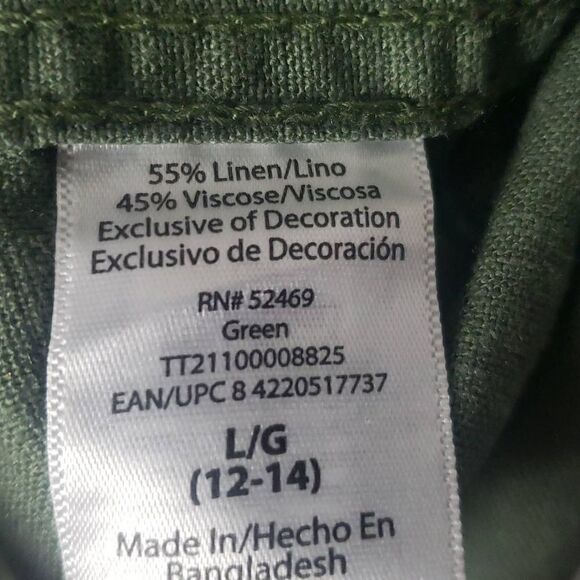 55% Linen/Lino
45% Viscose/Viscosa
Exclusive of Decoration
Exclusivo de Decoración
RN# 52469
Green
TT21100008825
EAN/UPC 8 4220517737
L/G
(12-14)
Made In/Hecho En
Bangladesh